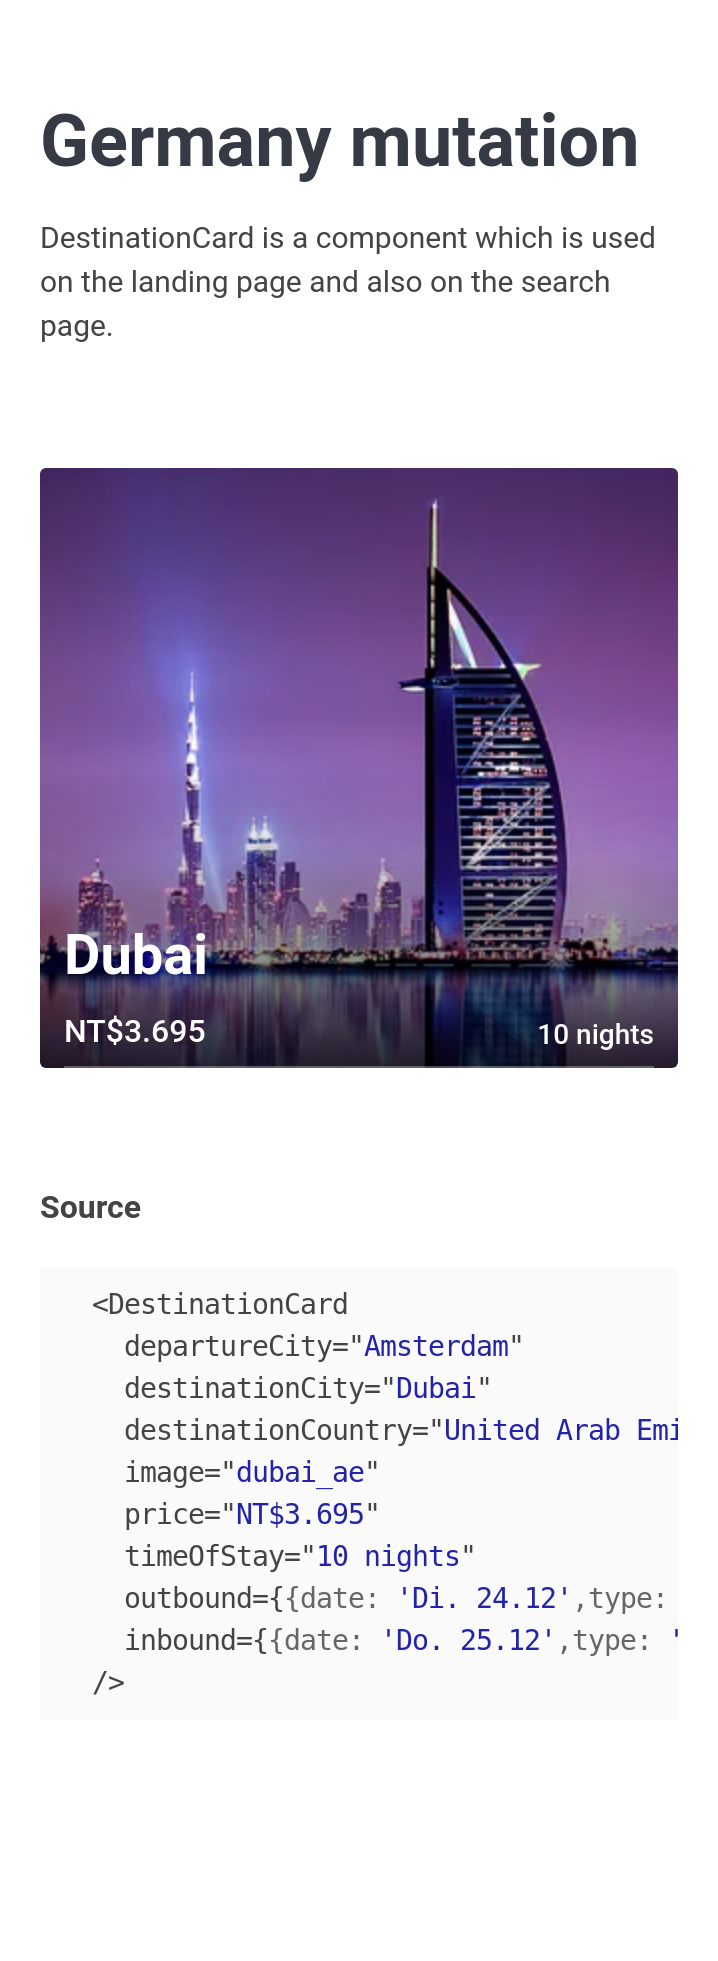 Germany mutation
DestinationCard is a component which is used
on the landing page and also on the search
page.
Dubai
NT$3.695
10 nights
Source
<DestinationCard
  departureCity="Amsterdam"
  destinationCity="Dubai"
  destinationCountry="United Arab Emi
  image="dubai_ae"
  price="NT$3.695"
  timeOfStay="10 nights"
  outbound={{date: 'Di. 24.12',type:
  inbound={{date: 'Do. 25.12',type: '
/>